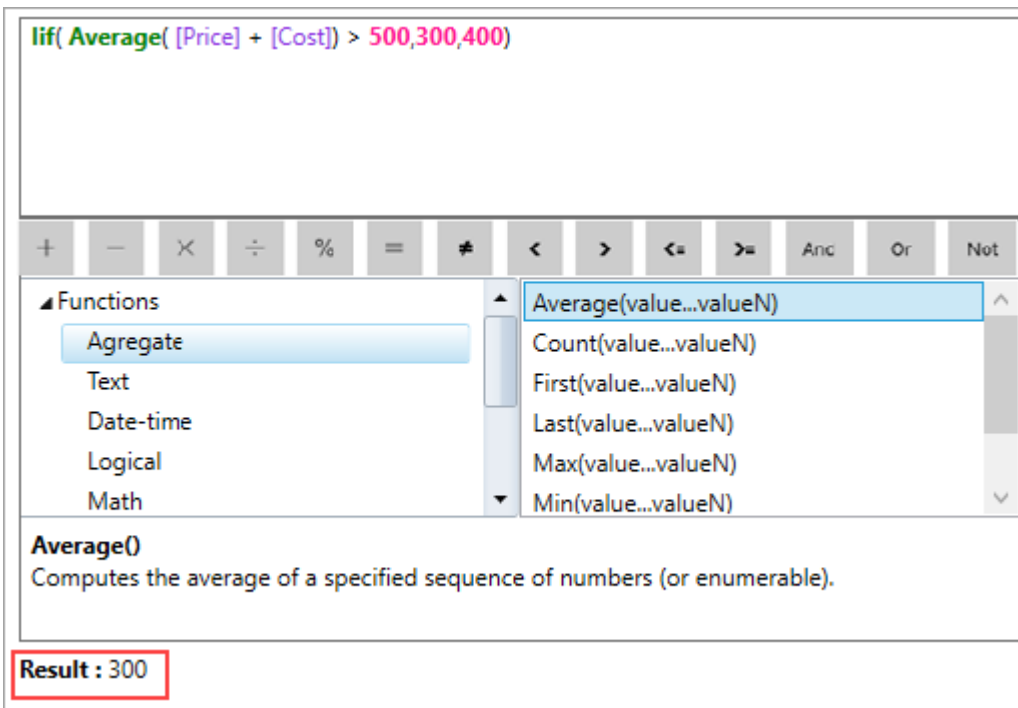 Iif( Average( [Price] + [Cost]) > 500,300,400)
+ − × ÷ % = ≠ < > <= >= And Or Not
Functions
Agregate
Text
Date-time
Logical
Math
Average(value...valueN)
Count(value...valueN)
First(value...valueN)
Last(value...valueN)
Max(value...valueN)
Min(value...valueN)
Average()
Computes the average of a specified sequence of numbers (or enumerable).
Result : 300